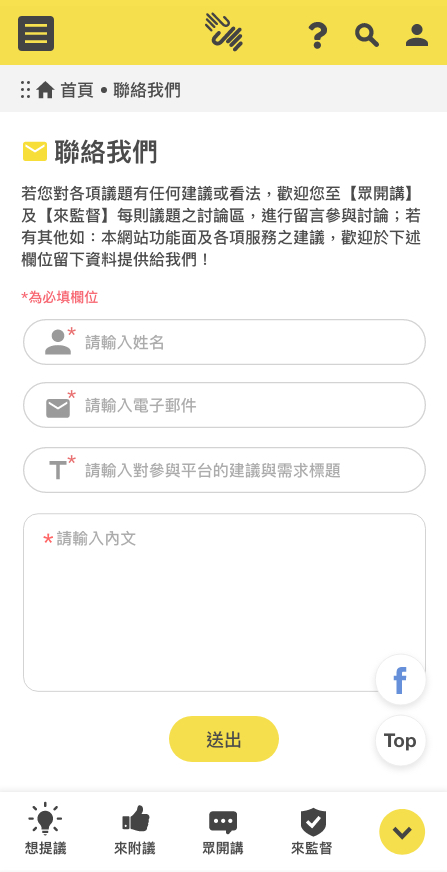 首頁 • 聯絡我們
聯絡我們
若您對各項議題有任何建議或看法，歡迎您至【眾開講】
及【來監督】每則議題之討論區，進行留言參與討論；若
有其他如：本網站功能面及各項服務之建議，歡迎於下述
欄位留下資料提供給我們！
*為必填欄位
* 請輸入姓名
* 請輸入電子郵件
* 請輸入對參與平台的建議與需求標題
* 請輸入內文
Top
送出
想提議
來附議
眾開講
來監督